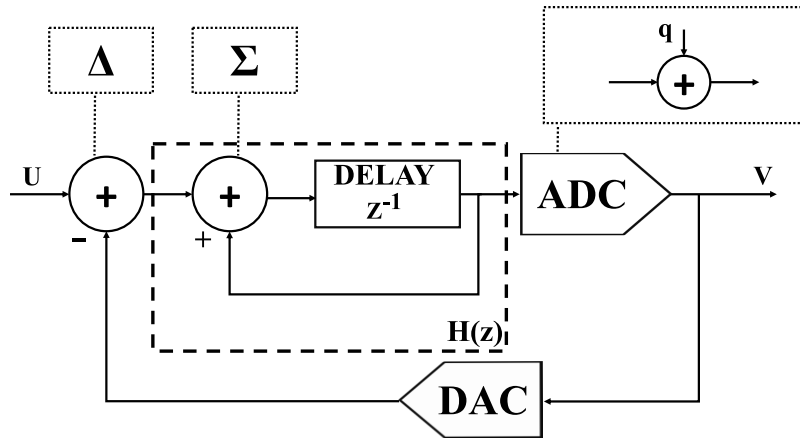 Δ
Σ
q
+
U
+
-
+
+
DELAY
Z⁻¹
ADC
V
H(z)
DAC